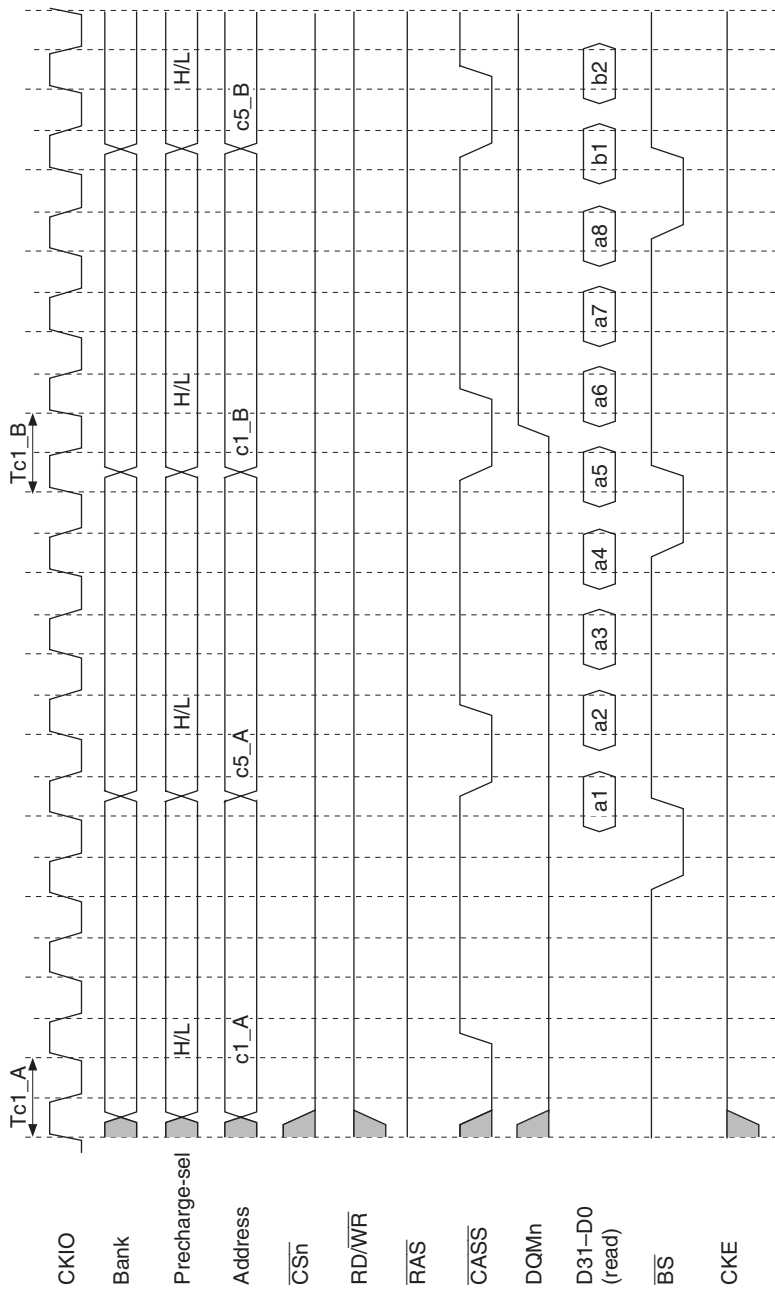 Tc1_A Tc1_B
CKIO
Bank
Precharge-sel H/L H/L H/L H/L
Address c1_A c5_A c1_B c5_B
CSn
RD/WR
RAS
CASS
DQMn
D31–D0
(read) a1 a2 a3 a4 a5 a6 a7 a8 b1 b2
BS
CKE